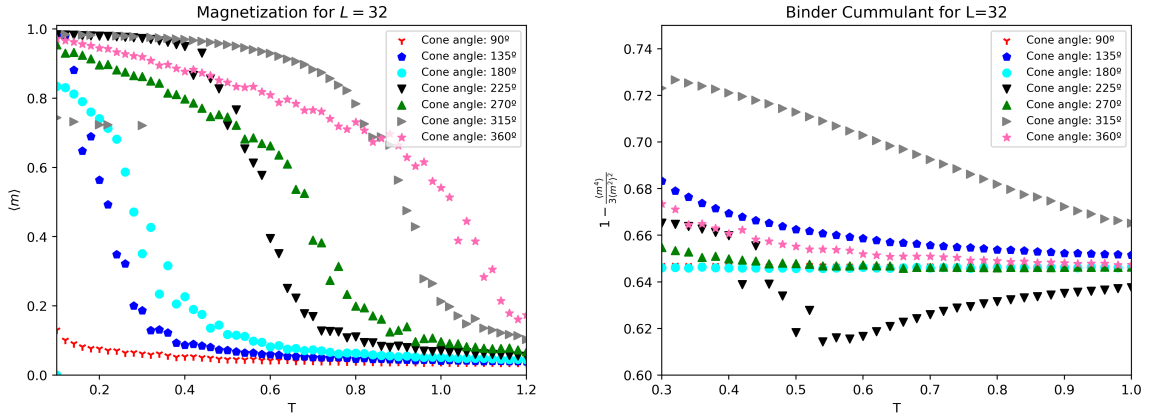 Magnetization for L = 32
⟨m⟩
1.0
0.8
0.6
0.4
0.2
0.0
0.2
0.4
0.6
0.8
1.0
1.2
T
Cone angle: 90º
Cone angle: 135º
Cone angle: 180º
Cone angle: 225º
Cone angle: 270º
Cone angle: 315º
Cone angle: 360º
Binder Cummulant for L=32
1 − ⟨m⁴⟩/3⟨m²⟩²
0.74
0.72
0.70
0.68
0.66
0.64
0.62
0.60
0.3
0.4
0.5
0.6
0.7
0.8
0.9
1.0
T
Cone angle: 90º
Cone angle: 135º
Cone angle: 180º
Cone angle: 225º
Cone angle: 270º
Cone angle: 315º
Cone angle: 360º